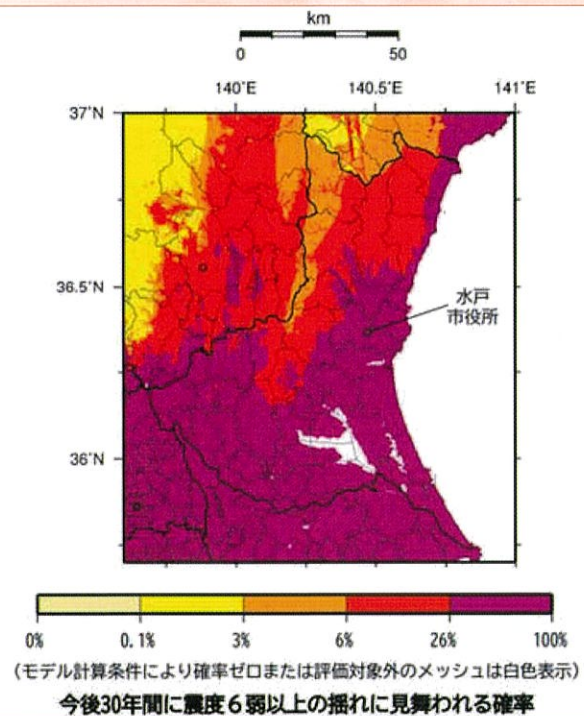 km
0 50
140°E 140.5°E 141°E
37°N
36.5°N
水戸
市役所
36°N
0% 0.1% 3% 6% 26% 100%
(モデル計算条件により確率ゼロまたは評価対象外のメッシュは白色表示)
今後30年間に震度6弱以上の揺れに見舞われる確率